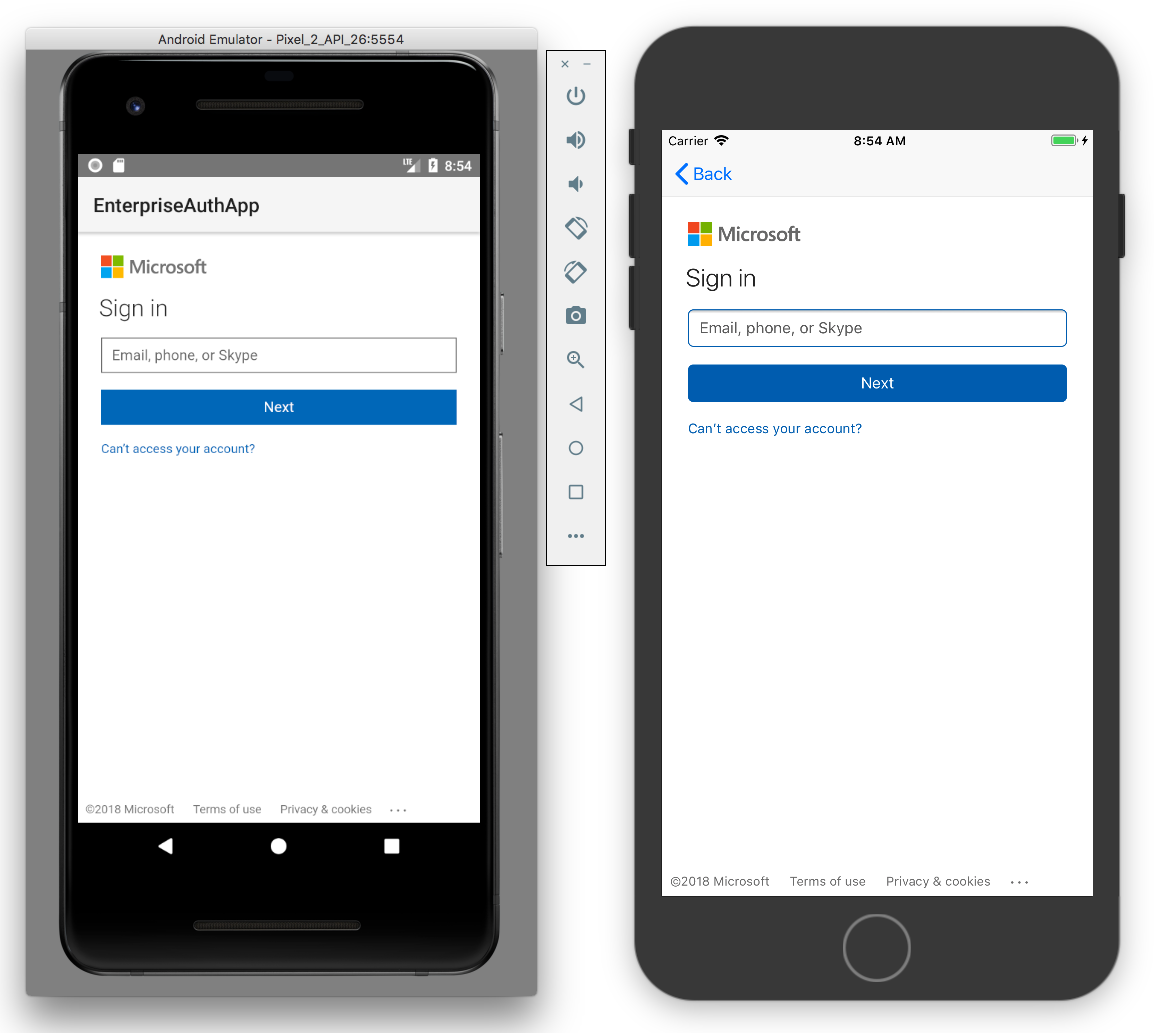 Android Emulator - Pixel_2_API_26:5554
LTE 8:54
EnterpriseAuthApp
Microsoft
Sign in
Email, phone, or Skype
Next
Can't access your account?
©2018 Microsoft Terms of use Privacy & cookies ...
Carrier 8:54 AM
Back
Microsoft
Sign in
Email, phone, or Skype
Next
Can't access your account?
©2018 Microsoft Terms of use Privacy & cookies ...